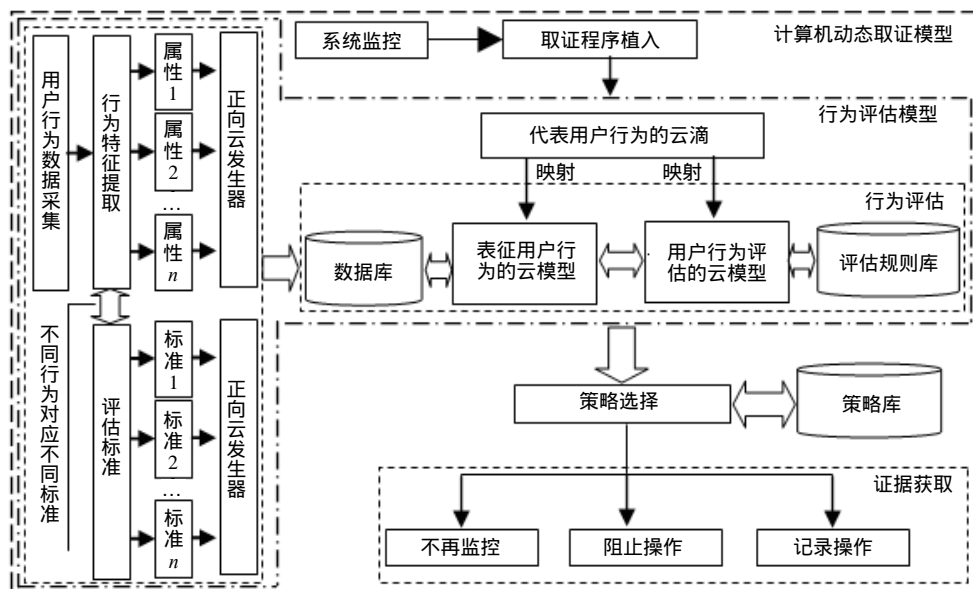 计算机动态取证模型
系统监控
取证程序植入
行为评估模型
代表用户行为的云滴
映射
映射
行为评估
数据库
表征用户行
为的云模型
用户行为评
估的云模型
评估规则库
用户行为数据采集
行为特征提取
属性1
属性2
…
属性n
正向云发生器
不同行为对应不同标准
评估标准
标准1
标准2
…
标准n
正向云发生器
策略选择
策略库
证据获取
不再监控
阻止操作
记录操作